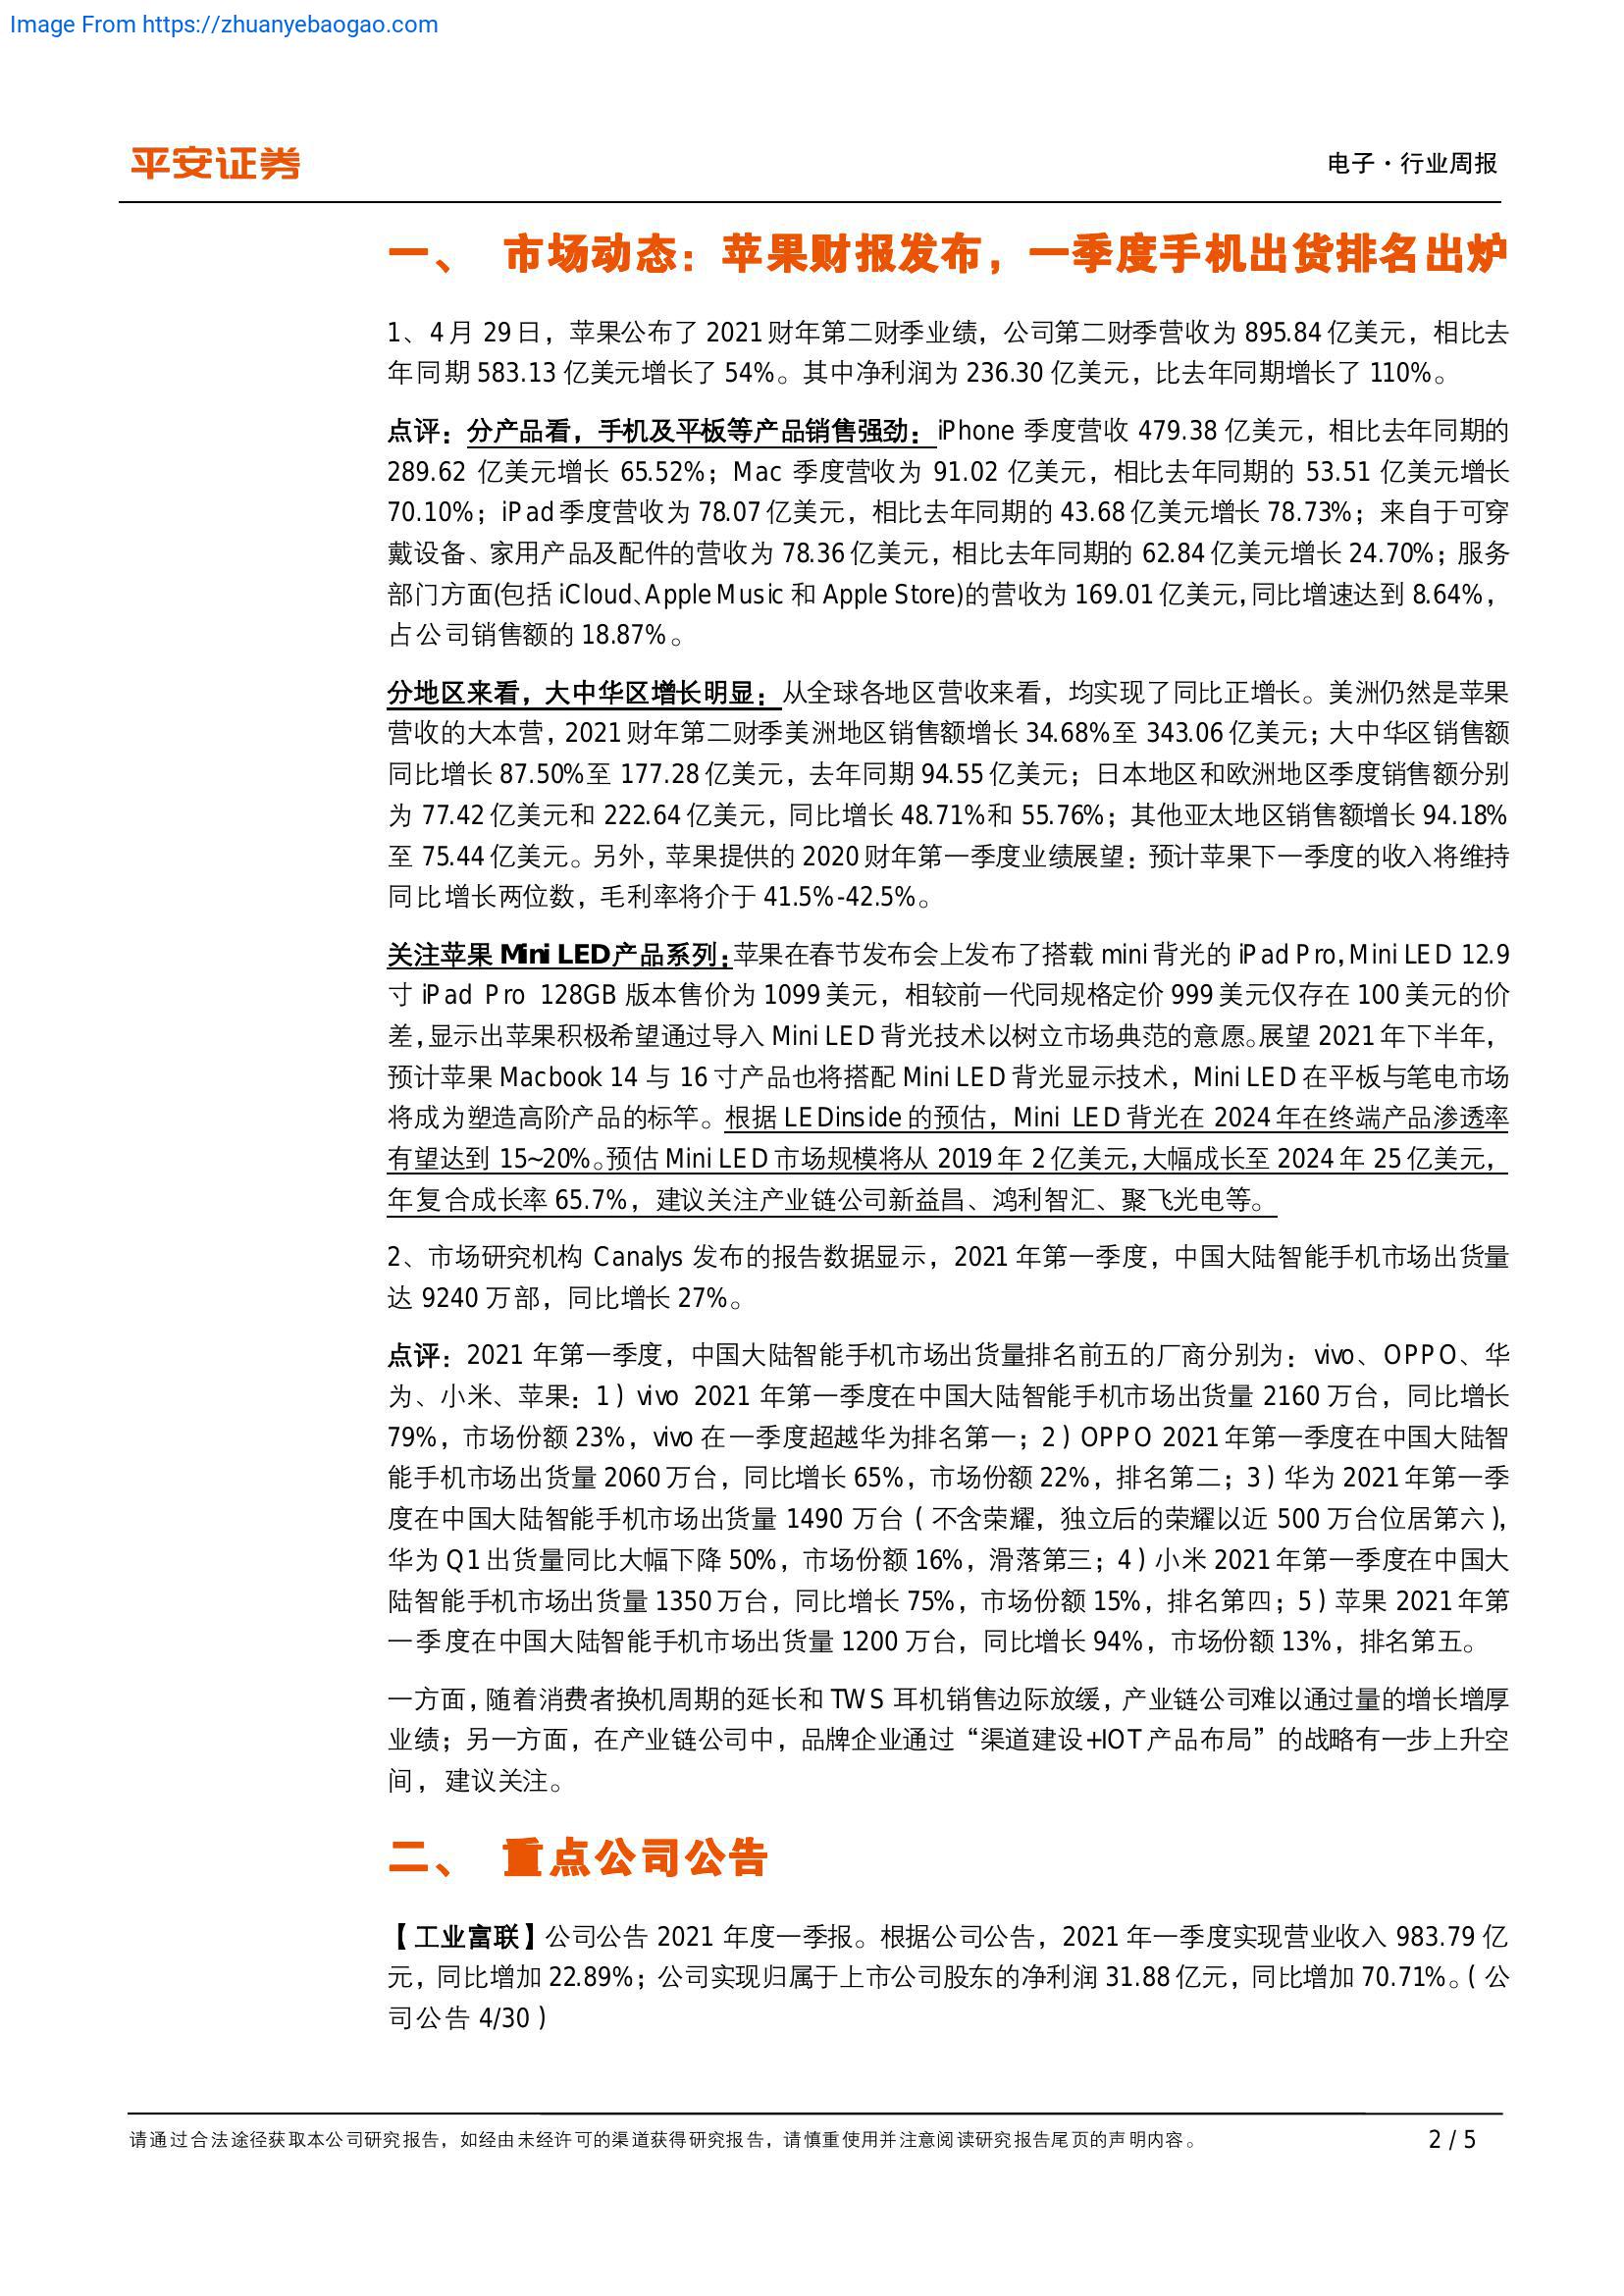 Image From https://zhuanyebaogao.com
平安证券
电子·行业周报
一、 市场动态：苹果财报发布，一季度手机出货排名出炉
1、4月 29 日，苹果公布了 2021 财年第二财季业绩，公司第二财季营收为 895.84 亿美元，相比去
年同期 583.13 亿美元增长了 54%。其中净利润为 236.30 亿美元，比去年同期增长了 110%。
点评：分产品看，手机及平板等产品销售强劲：iPhone 季度营收 479.38 亿美元，相比去年同期的
289.62 亿美元增长 65.52%；Mac 季度营收为 91.02 亿美元，相比去年同期的 53.51 亿美元增长
70.10%；iPad 季度营收为 78.07 亿美元，相比去年同期的 43.68 亿美元增长 78.73%；来自于可穿
戴设备、家用产品及配件的营收为 78.36 亿美元，相比去年同期的 62.84 亿美元增长 24.70%；服务
部门方面(包括 iCloud、Apple Music 和 Apple Store)的营收为 169.01 亿美元，同比增速达到 8.64%，
占公司销售额的 18.87%。
分地区来看，大中华区增长明显：从全球各地区营收来看，均实现了同比正增长。美洲仍然是苹果
营收的大本营，2021 财年第二财季美洲地区销售额增长 34.68%至 343.06 亿美元；大中华区销售额
同比增长 87.50%至 177.28 亿美元，去年同期 94.55 亿美元；日本地区和欧洲地区季度销售额分别
为 77.42 亿美元和 222.64 亿美元，同比增长 48.71%和 55.76%；其他亚太地区销售额增长 94.18%
至 75.44 亿美元。另外，苹果提供的 2020 财年第一季度业绩展望：预计苹果下一季度的收入将维持
同比增长两位数，毛利率将介于 41.5%-42.5%。
关注苹果 Mini LED 产品系列：苹果在春节发布会上发布了搭载 mini 背光的 iPad Pro，Mini LED 12.9
寸 iPad Pro 128GB 版本售价为 1099 美元，相较前一代同规格定价 999 美元仅存在 100 美元的价
差，显示出苹果积极希望通过导入 Mini LED 背光技术以树立市场典范的意愿。展望 2021 年下半年，
预计苹果 Macbook 14 与 16 寸产品也将搭配 Mini LED 背光显示技术，Mini LED 在平板与笔电市场
将成为塑造高阶产品的标竿。根据 LEDinside 的预估，Mini LED 背光在 2024 年在终端产品渗透率
有望达到 15~20%。预估 Mini LED 市场规模将从 2019 年 2 亿美元，大幅成长至 2024 年 25 亿美元，
年复合成长率 65.7%，建议关注产业链公司新益昌、鸿利智汇、聚飞光电等。
2、市场研究机构 Canalys 发布的报告数据显示，2021 年第一季度，中国大陆智能手机市场出货量
达 9240 万部，同比增长 27%。
点评：2021 年第一季度，中国大陆智能手机市场出货量排名前五的厂商分别为：vivo、OPPO、华
为、小米、苹果：1）vivo 2021 年第一季度在中国大陆智能手机市场出货量 2160 万台，同比增长
79%，市场份额 23%，vivo 在一季度超越华为排名第一；2）OPPO 2021 年第一季度在中国大陆智
能手机市场出货量 2060 万台，同比增长 65%，市场份额 22%，排名第二；3）华为 2021 年第一季
度在中国大陆智能手机市场出货量 1490 万台（不含荣耀，独立后的荣耀以近 500 万台位居第六），
华为 Q1 出货量同比大幅下降 50%，市场份额 16%，滑落第三；4）小米 2021 年第一季度在中国大
陆智能手机市场出货量 1350 万台，同比增长 75%，市场份额 15%，排名第四；5）苹果 2021 年第
一季度在中国大陆智能手机市场出货量 1200 万台，同比增长 94%，市场份额 13%，排名第五。
一方面，随着消费者换机周期的延长和 TWS 耳机销售边际放缓，产业链公司难以通过量的增长增厚
业绩；另一方面，在产业链公司中，品牌企业通过“渠道建设+IOT 产品布局”的战略有一步上升空
间，建议关注。
二、 重点公司公告
【工业富联】公司公告 2021 年度一季报。根据公司公告，2021 年一季度实现营业收入 983.79 亿
元，同比增加 22.89%；公司实现归属于上市公司股东的净利润 31.88 亿元，同比增加 70.71%。（公
司公告 4/30）
请通过合法途径获取本公司研究报告，如经由未经许可的渠道获得研究报告，请慎重使用并注意阅读研究报告尾页的声明内容。
2 / 5